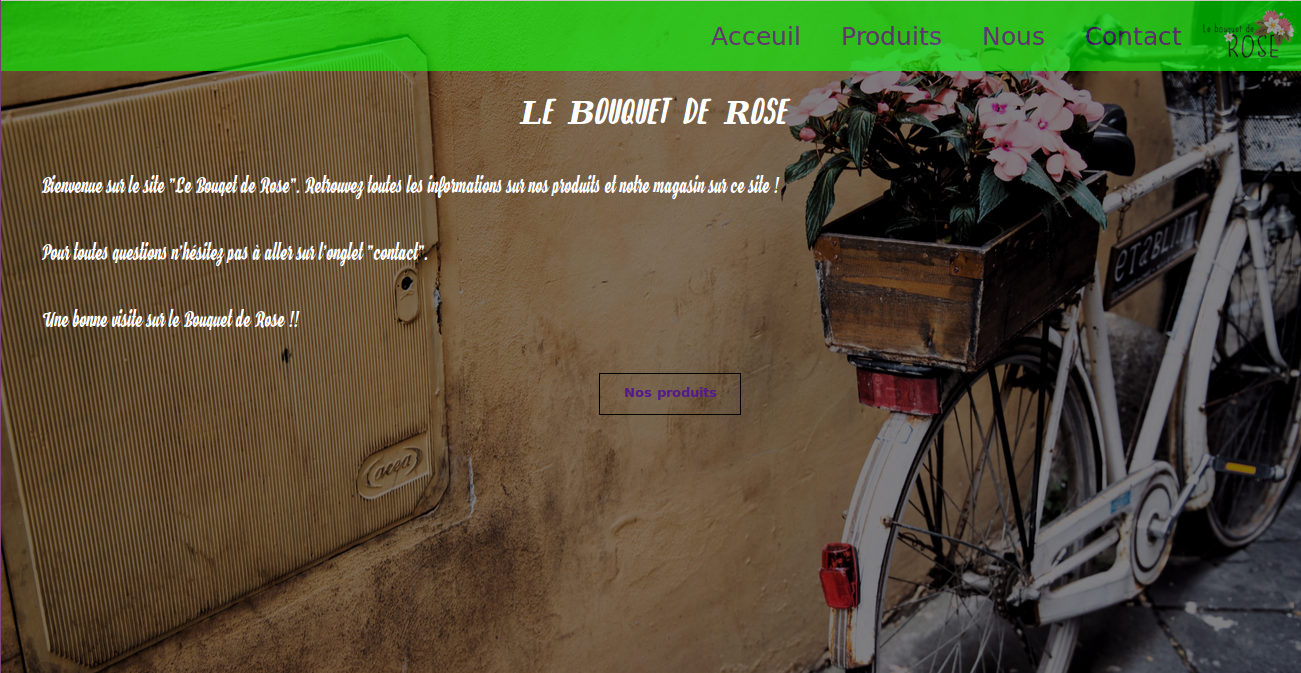 Acceuil Produits Nous Contact
Le bouquet de
ROSE
Le Bouquet de Rose
Bienvenue sur le site "Le Bouqet de Rose". Retrouvez toutes les informations sur nos produits et notre magasin sur ce site !
Pour toutes questions n'hésitez pas à aller sur l'onglet "contact".
Une bonne visite sur le Bouquet de Rose !!
ETABLI
Nos produits
acea